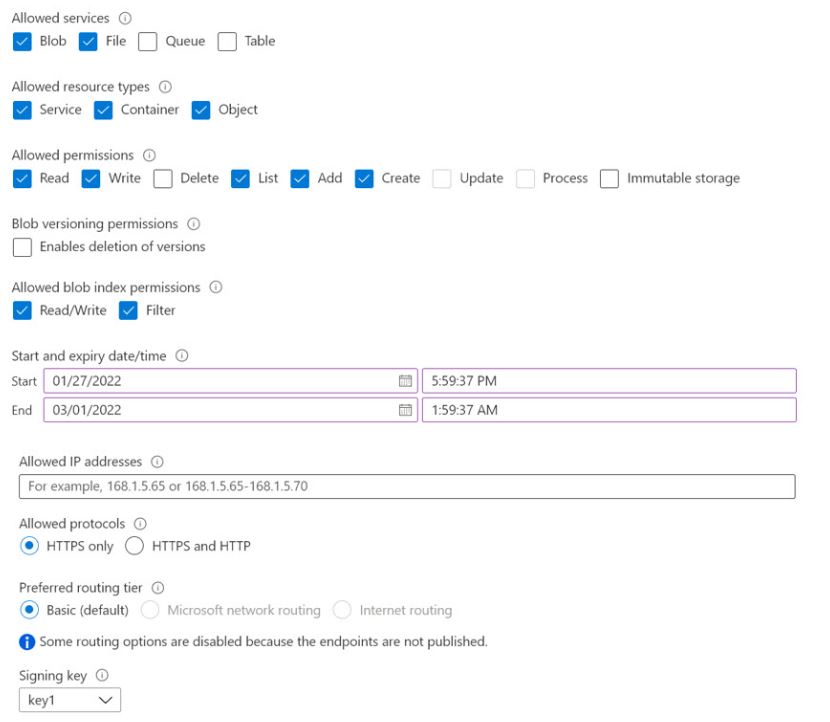 Allowed services
Blob File Queue Table
Allowed resource types
Service Container Object
Allowed permissions
Read Write Delete List Add Create Update Process Immutable storage
Blob versioning permissions
Enables deletion of versions
Allowed blob index permissions
Read/Write Filter
Start and expiry date/time
Start 01/27/2022 5:59:37 PM
End 03/01/2022 1:59:37 AM
Allowed IP addresses
For example, 168.1.5.65 or 168.1.5.65-168.1.5.70
Allowed protocols
HTTPS only HTTPS and HTTP
Preferred routing tier
Basic (default) Microsoft network routing Internet routing
Some routing options are disabled because the endpoints are not published.
Signing key
key1